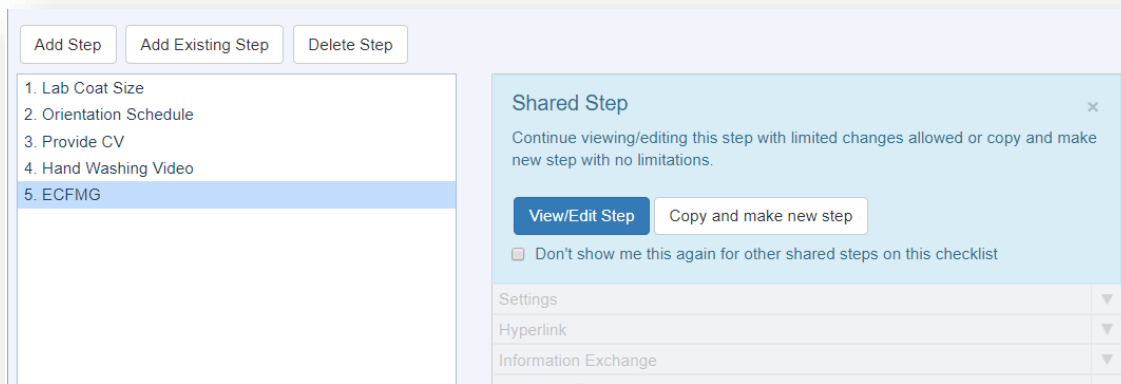 Add Step Add Existing Step Delete Step
1. Lab Coat Size
2. Orientation Schedule
3. Provide CV
4. Hand Washing Video
5. ECFMG
Shared Step ×
Continue viewing/editing this step with limited changes allowed or copy and make
new step with no limitations.
View/Edit Step Copy and make new step
Don't show me this again for other shared steps on this checklist
Settings
Hyperlink
Information Exchange